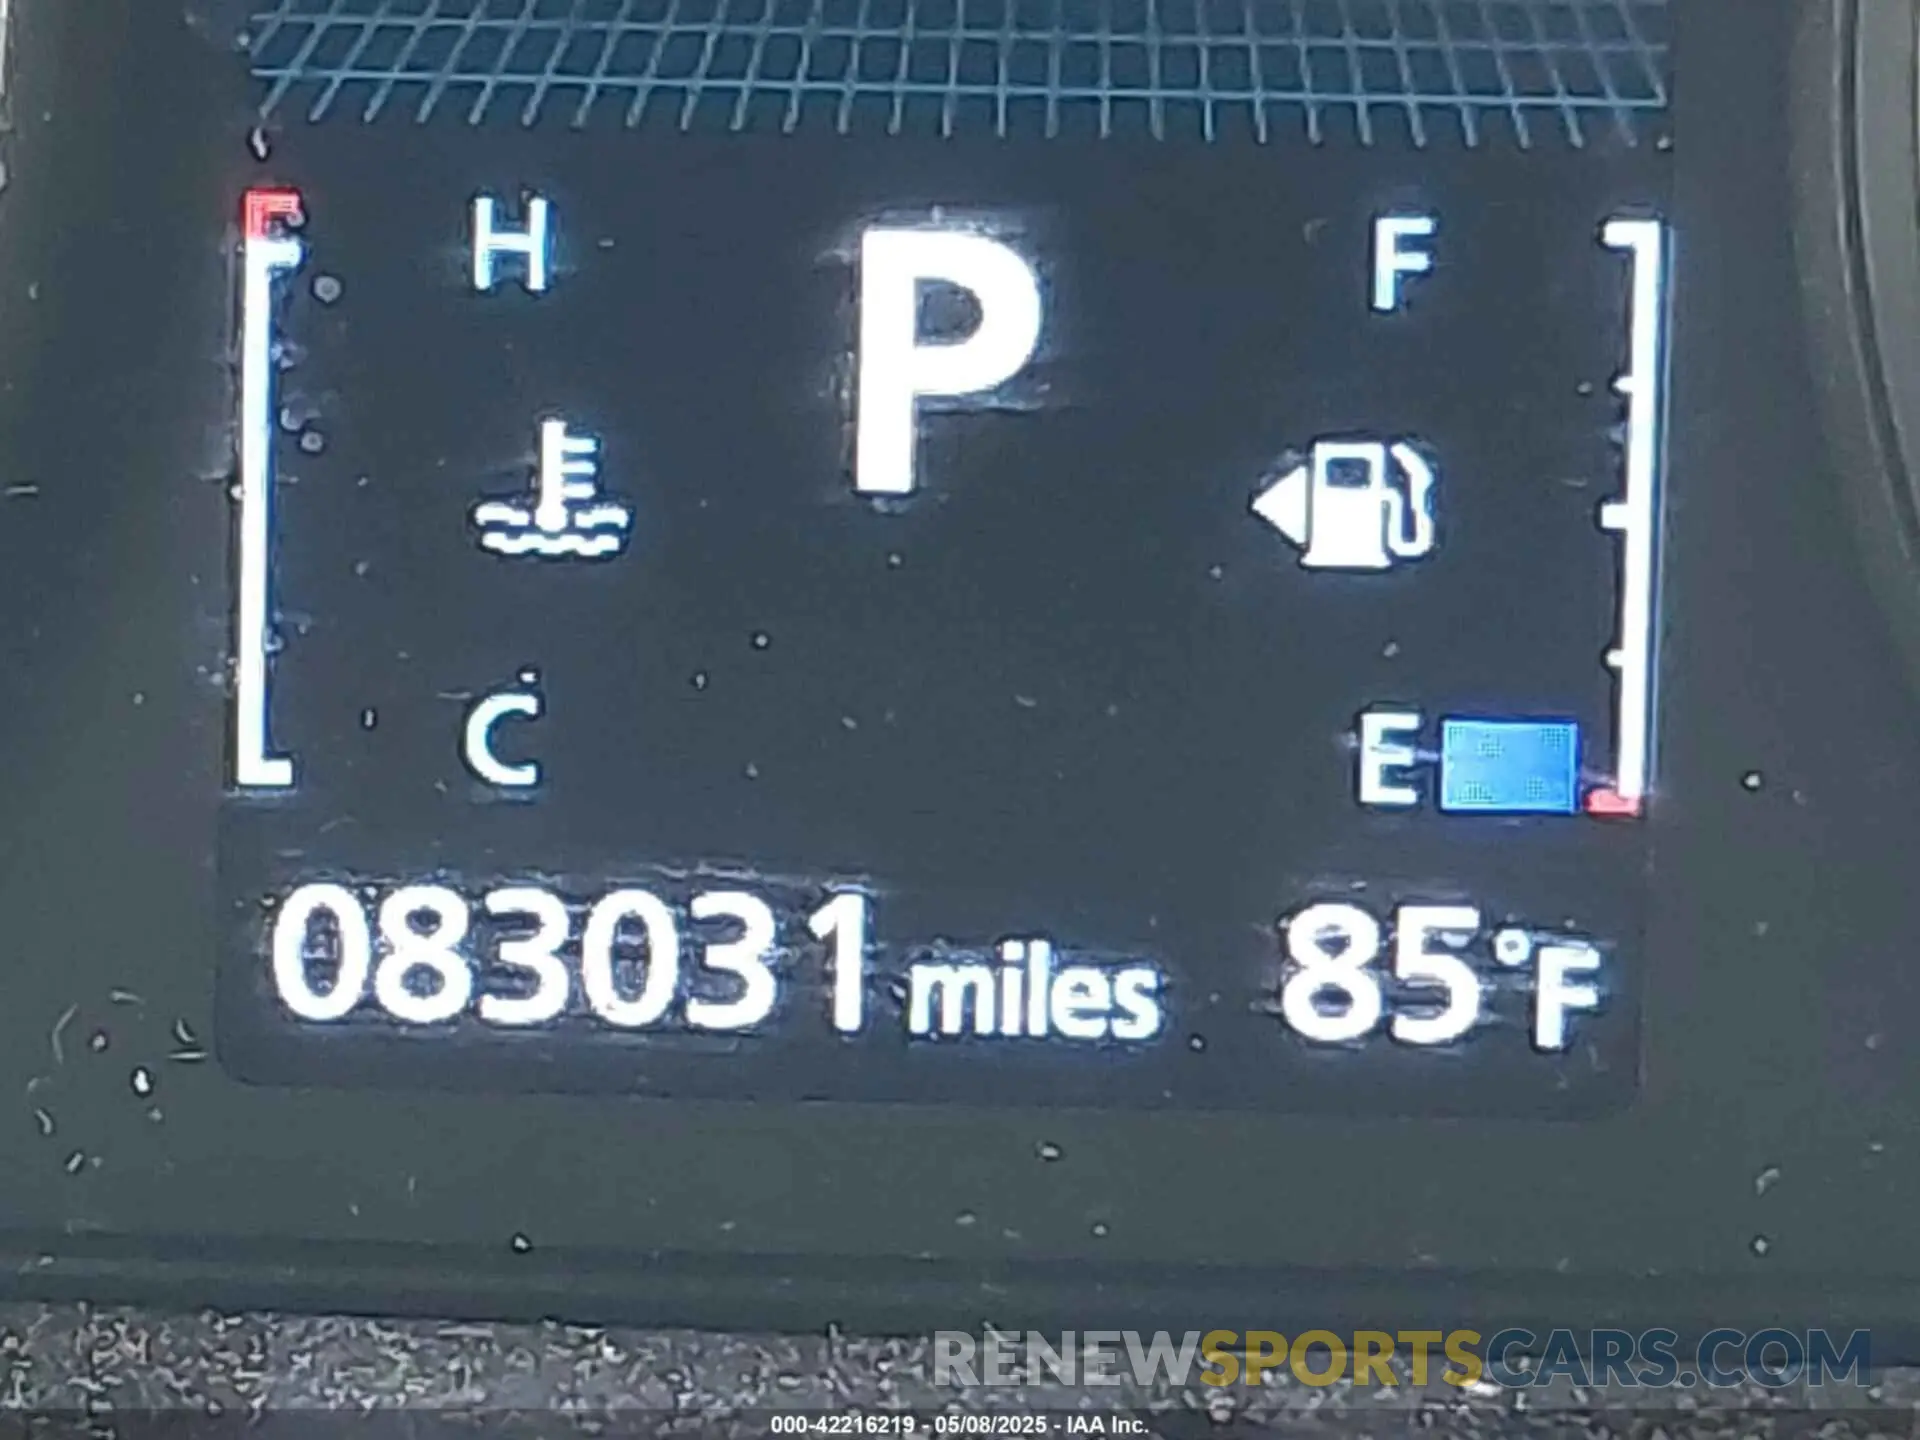 H P F
C E
083031 miles 85°F
RENEWSPORTSCARS.COM
000-42216219 - 05/08/2025 - IAA Inc.